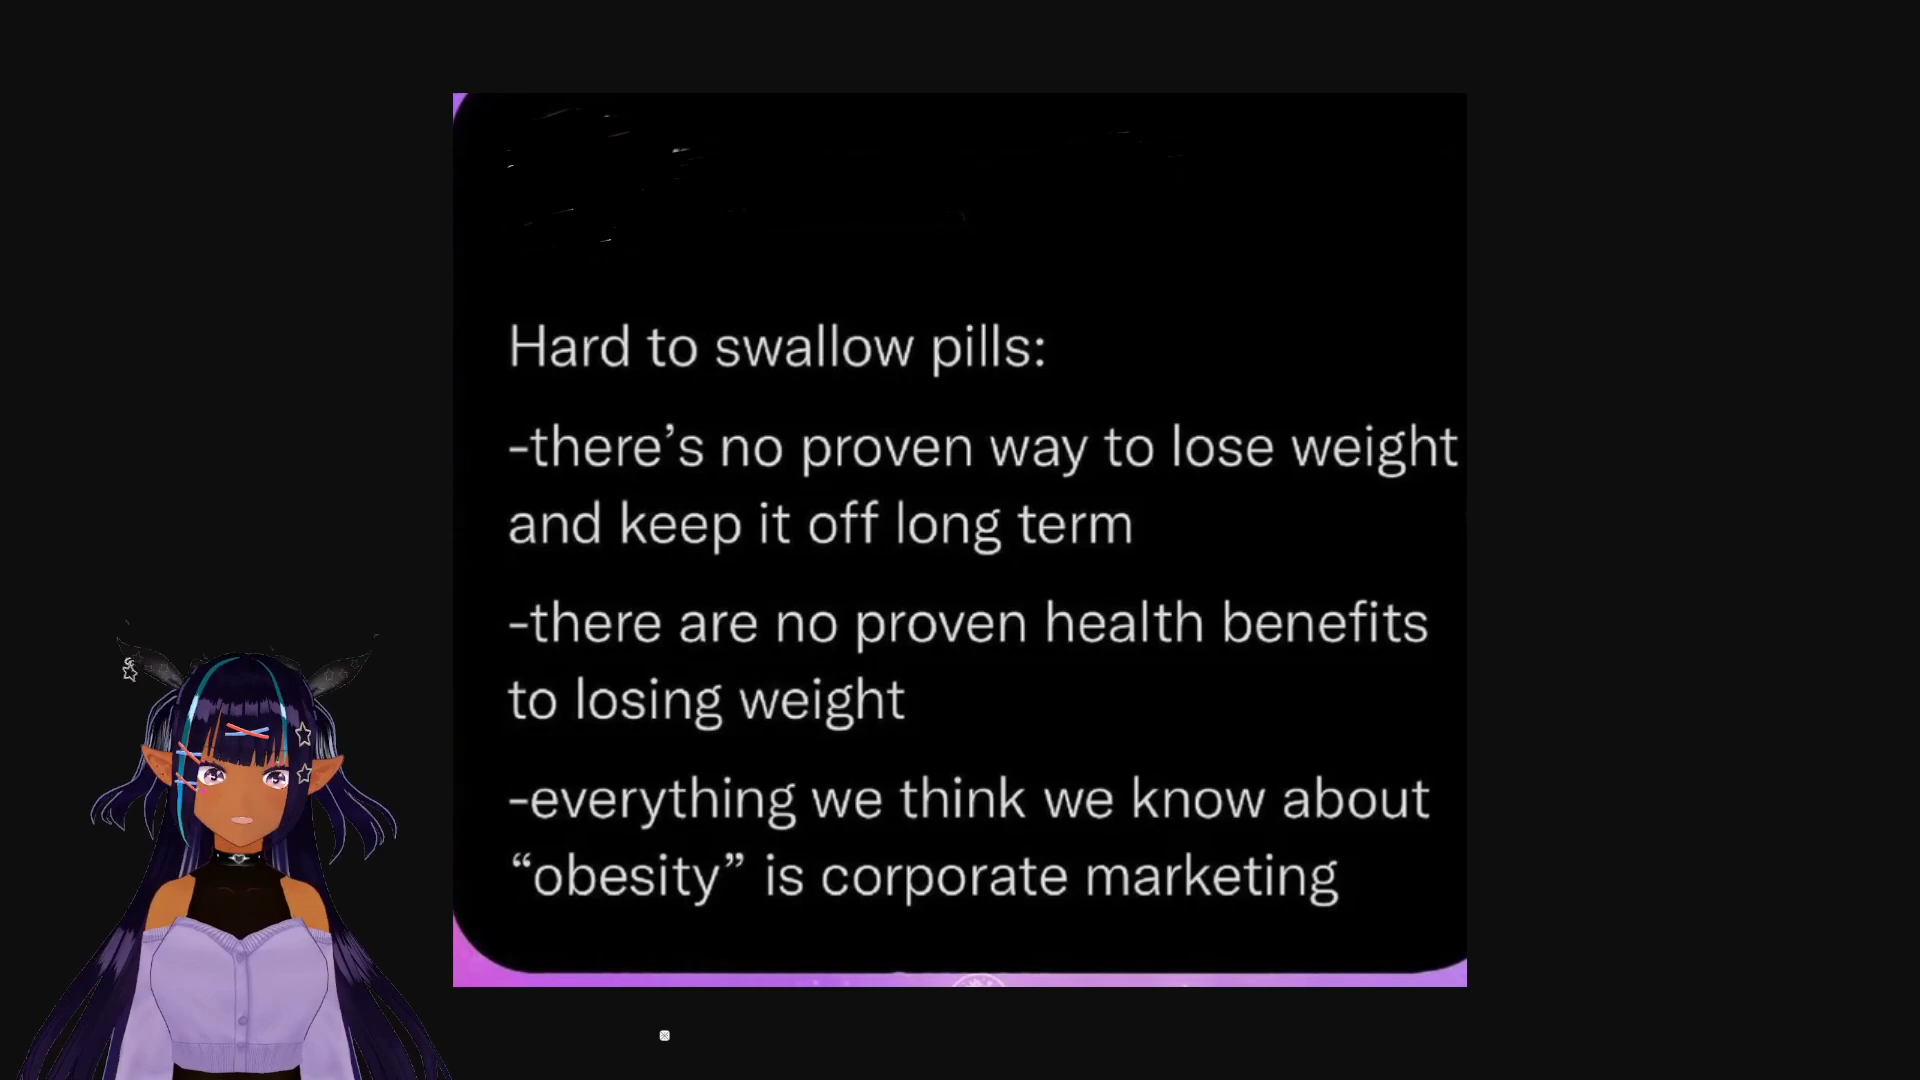 Hard to swallow pills:
-there’s no proven way to lose weight
and keep it off long term
-there are no proven health benefits
to losing weight
-everything we think we know about
“obesity” is corporate marketing